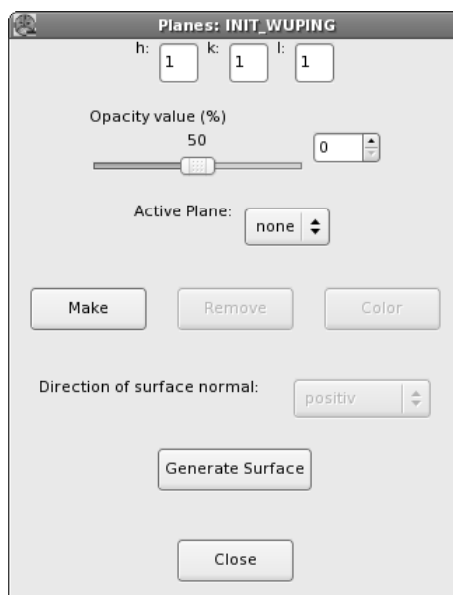 Planes: INIT_WUPING
h: 1 k: 1 l: 1
Opacity value (%)
50
0
Active Plane: none
Make Remove Color
Direction of surface normal: positiv
Generate Surface
Close